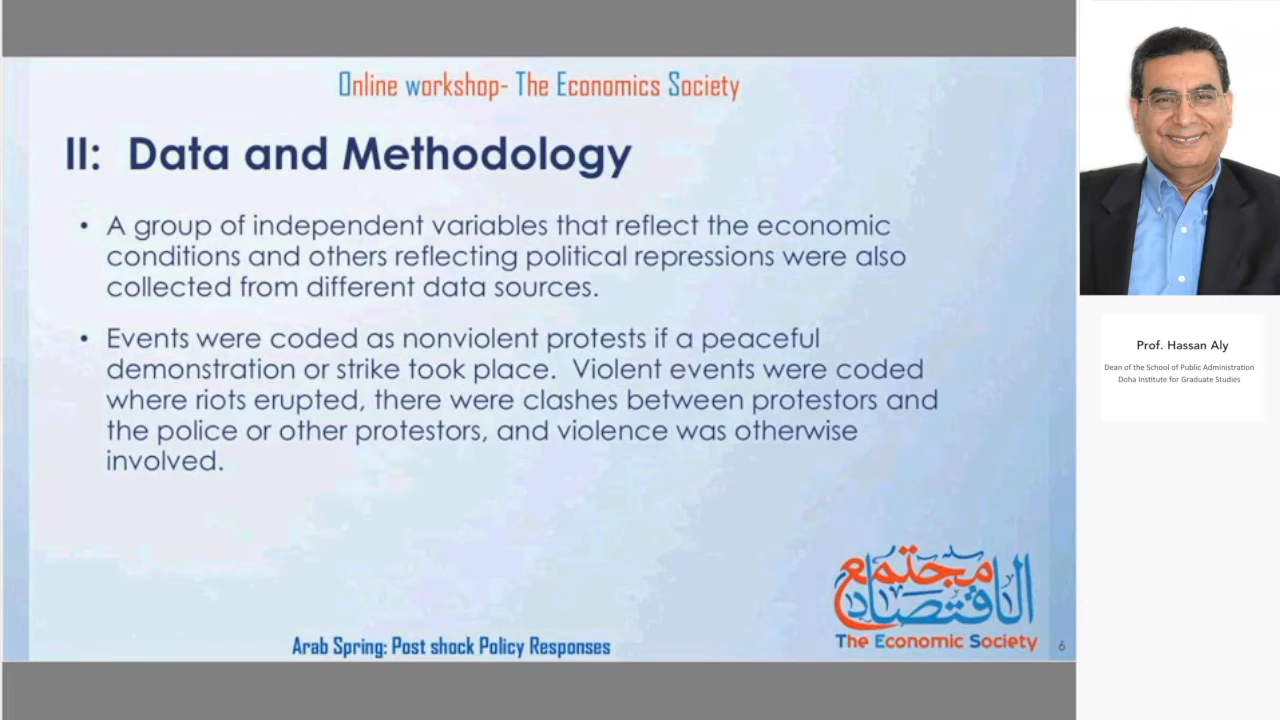 Online workshop- The Economics Society
II: Data and Methodology
• A group of independent variables that reflect the economic
conditions and others reflecting political repressions were also
collected from different data sources.
• Events were coded as nonviolent protests if a peaceful
demonstration or strike took place. Violent events were coded
where riots erupted, there were clashes between protestors and
the police or other protestors, and violence was otherwise
involved.
مجتمع
الاقتصاد
The Economic Society
Arab Spring: Post shock Policy Responses
6
Prof. Hassan Aly
Dean of the School of Public Administration
Doha Institute for Graduate Studies